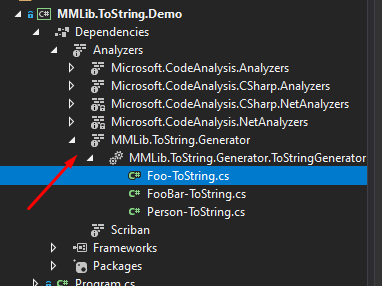 MMLib.ToString.Demo
Dependencies
Analyzers
Microsoft.CodeAnalysis.Analyzers
Microsoft.CodeAnalysis.CSharp.Analyzers
Microsoft.CodeAnalysis.CSharp.NetAnalyzers
Microsoft.CodeAnalysis.NetAnalyzers
MMLib.ToString.Generator
MMLib.ToString.Generator.ToStringGenerator
C# Foo-ToString.cs
C# FooBar-ToString.cs
C# Person-ToString.cs
Scriban
Frameworks
Packages
C# Program.cs